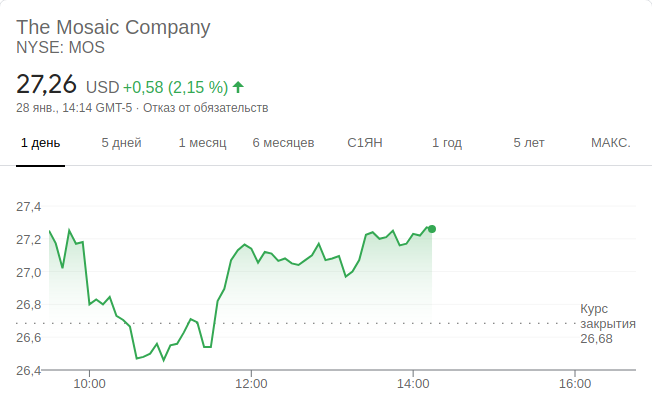 The Mosaic Company
NYSE: MOS
27,26 USD +0,58 (2,15 %)
28 янв., 14:14 GMT-5 · Отказ от обязательств
1 день 5 дней 1 месяц 6 месяцев С1ЯН 1 год 5 лет МАКС.
27,4
27,2
27,0
26,8
26,6
26,4
Курс
закрытия
26,68
10:00 12:00 14:00 16:00